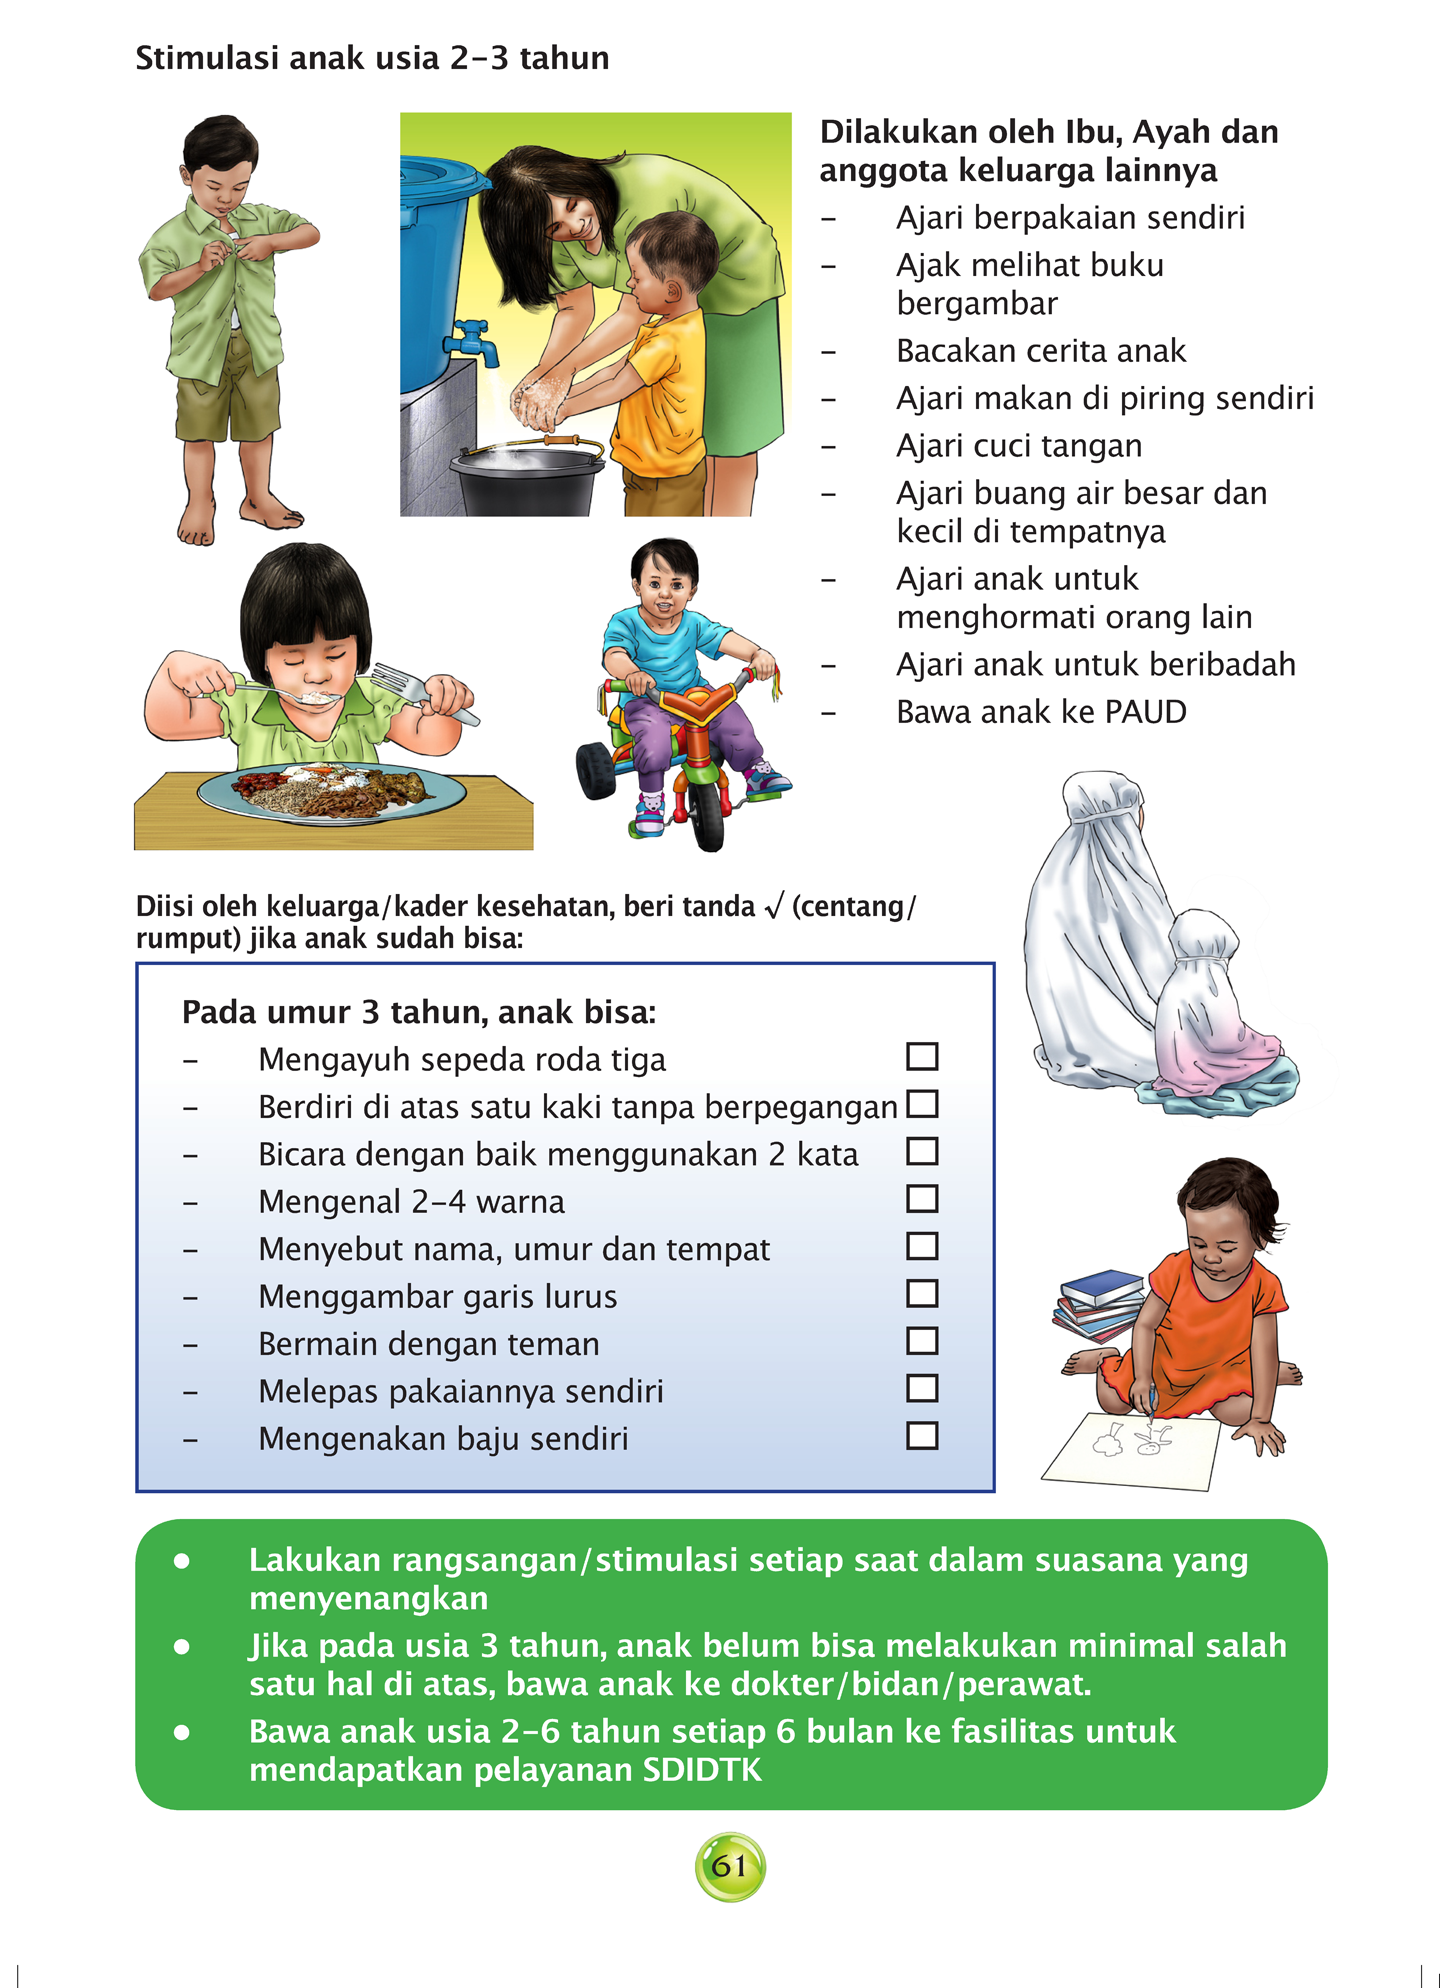 Stimulasi anak usia 2-3 tahun
Dilakukan oleh Ibu, Ayah dan
anggota keluarga lainnya
- Ajari berpakaian sendiri
- Ajak melihat buku
bergambar
- Bacakan cerita anak
- Ajari makan di piring sendiri
- Ajari cuci tangan
- Ajari buang air besar dan
kecil di tempatnya
- Ajari anak untuk
menghormati orang lain
- Ajari anak untuk beribadah
- Bawa anak ke PAUD
Diisi oleh keluarga/kader kesehatan, beri tanda √ (centang/
rumput) jika anak sudah bisa:
Pada umur 3 tahun, anak bisa:
- Mengayuh sepeda roda tiga
- Berdiri di atas satu kaki tanpa berpegangan
- Bicara dengan baik menggunakan 2 kata
- Mengenal 2-4 warna
- Menyebut nama, umur dan tempat
- Menggambar garis lurus
- Bermain dengan teman
- Melepas pakaiannya sendiri
- Mengenakan baju sendiri
● Lakukan rangsangan/stimulasi setiap saat dalam suasana yang
menyenangkan
● Jika pada usia 3 tahun, anak belum bisa melakukan minimal salah
satu hal di atas, bawa anak ke dokter/bidan/perawat.
● Bawa anak usia 2-6 tahun setiap 6 bulan ke fasilitas untuk
mendapatkan pelayanan SDIDTK
61